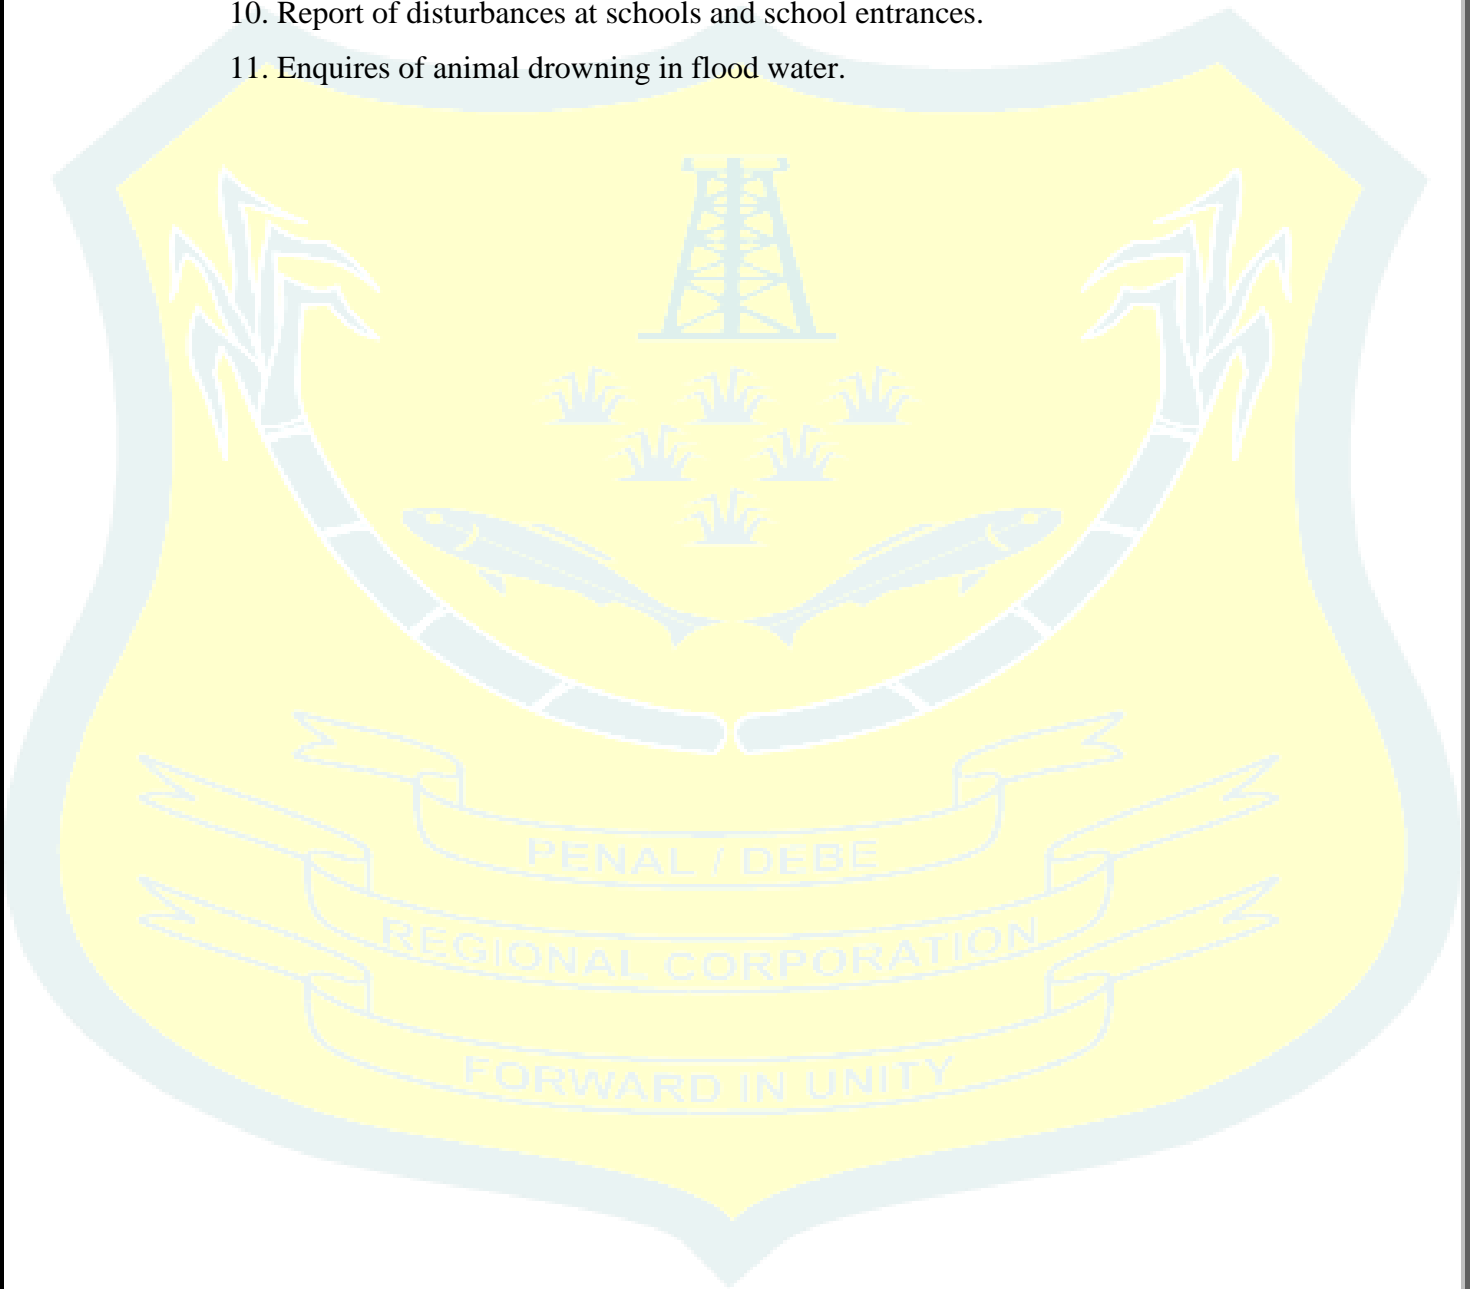 10. Report of disturbances at schools and school entrances.
11. Enquires of animal drowning in flood water.
PENAL / DEBE
REGIONAL CORPORATION
FORWARD IN UNITY